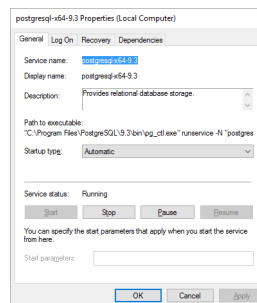 postgresql-x64-9.3 Properties (Local Computer)
General Log On Recovery Dependencies
Service name: postgresql-x64-9.3
Display name: postgresql-x64-9.3
Description: Provides relational database storage.
Path to executable:
"C:\Program Files\PostgreSQL\9.3\bin\pg_ctl.exe" runservice -N "postgres
Startup type: Automatic
Service status: Running
Start Stop Pause Resume
You can specify the start parameters that apply when you start the service
from here.
Start parameters:
OK Cancel Apply